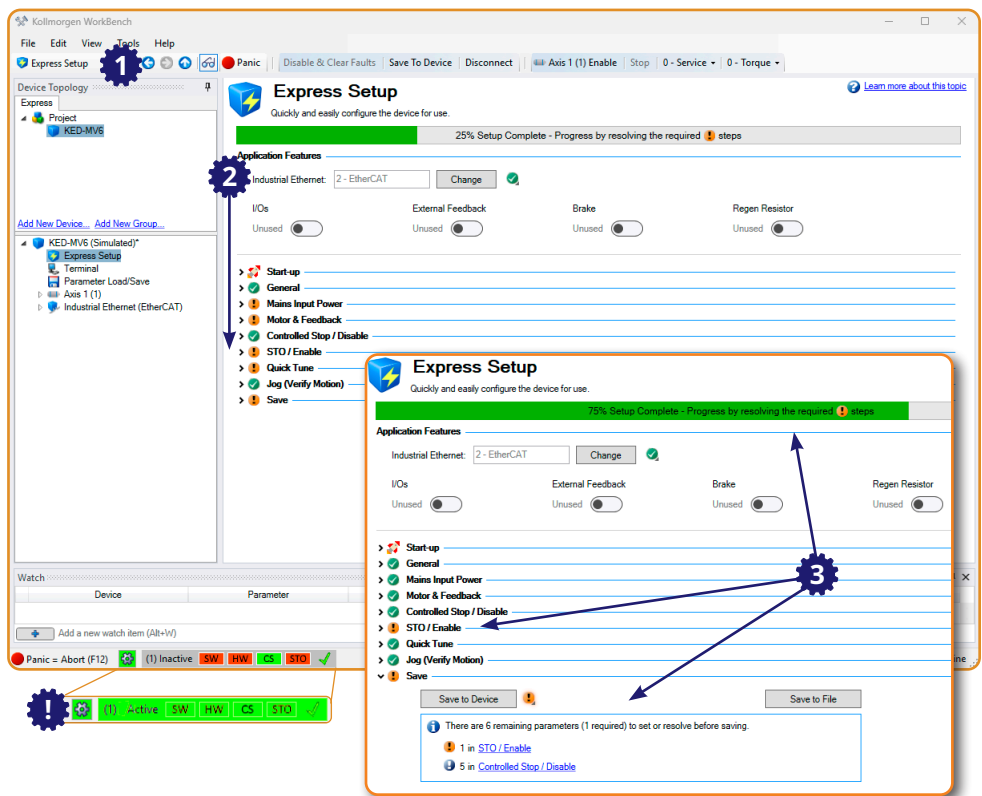 Kollmorgen WorkBench
File Edit View Tools Help
Express Setup 1 Panic Disable & Clear Faults Save To Device Disconnect Axis 1 (1) Enable Stop 0 - Service 0 - Torque
Device Topology
Express
Project
KED-MV6
Add New Device... Add New Group...
KED-MV6 (Simulated)*
Express Setup
Terminal
Parameter Load/Save
Axis 1 (1)
Industrial Ethernet (EtherCAT)
Express Setup
Learn more about this topic
Quickly and easily configure the device for use.
25% Setup Complete - Progress by resolving the required ! steps
Application Features
2
Industrial Ethernet: 2 - EtherCAT Change
I/Os External Feedback Brake Regen Resistor
Unused Unused Unused Unused
Start-up
General
Mains Input Power
Motor & Feedback
Controlled Stop / Disable
STO / Enable
Quick Tune
Jog (Verify Motion)
Save
Express Setup
Quickly and easily configure the device for use.
75% Setup Complete - Progress by resolving the required ! steps
Application Features
Industrial Ethernet: 2 - EtherCAT Change
I/Os External Feedback Brake Regen Resistor
Unused Unused Unused Unused
Start-up
General
Mains Input Power
3
Motor & Feedback
Controlled Stop / Disable
STO / Enable
Quick Tune
Jog (Verify Motion)
Save
Save to Device ! Save to File
There are 6 remaining parameters (1 required) to set or resolve before saving.
1 in STO / Enable
5 in Controlled Stop / Disable
Watch
Device Parameter
Add a new watch item (Alt+W)
Panic = Abort (F12) (1) Inactive SW HW CS STO
! (1) Active SW HW CS STO